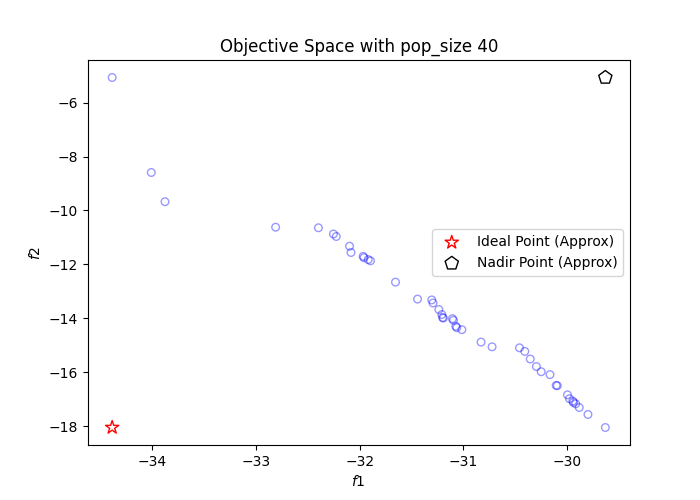 Objective Space with pop_size 40
−6
−8
−10
−12
−14
−16
−18
f2
Ideal Point (Approx)
Nadir Point (Approx)
−34
−33
−32
−31
−30
f1